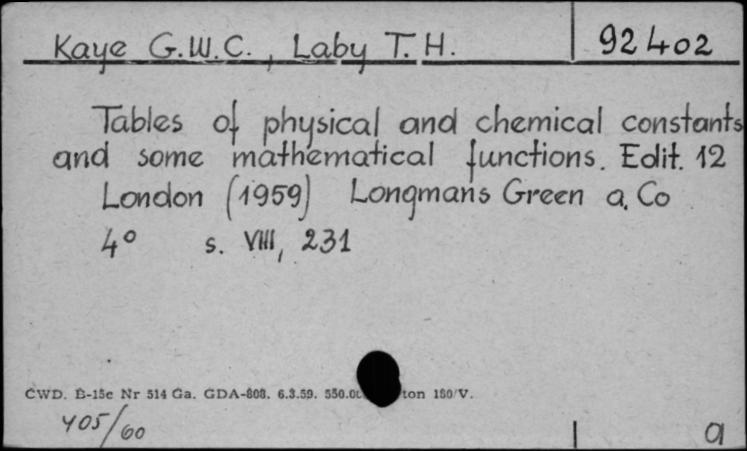 Kaye G.W.C., Laby T. H. 92402
Tables of physical and chemical constants
and some mathematical functions. Edit. 12
London (1959) Longmans Green a. Co
4° s. VIII, 231
CWD. B-15c Nr 514 Ga. GDA-808. 6.3.59. 550.00 ton 180/V.
405/60
a